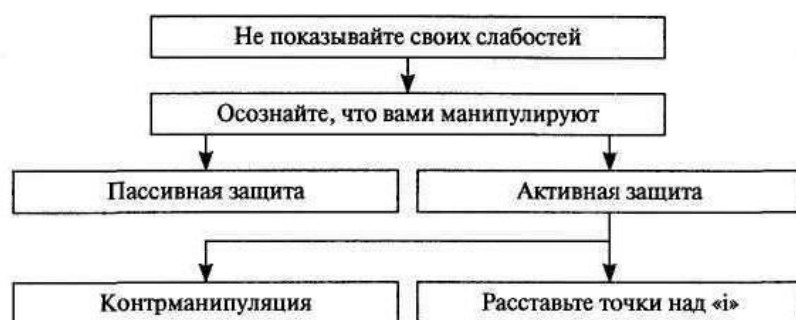 Не показывайте своих слабостей
Осознайте, что вами манипулируют
Пассивная защита
Активная защита
Контрманипуляция
Расставьте точки над «i»